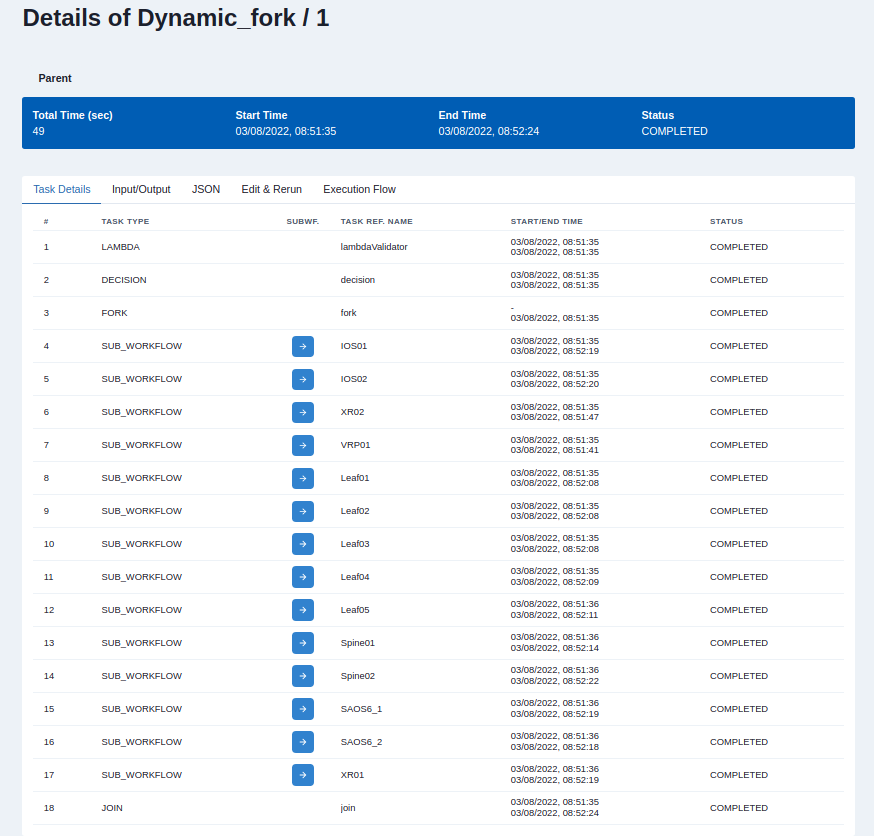 Details of Dynamic_fork / 1
Parent
Total Time (sec) Start Time End Time Status
49 03/08/2022, 08:51:35 03/08/2022, 08:52:24 COMPLETED
Task Details Input/Output JSON Edit & Rerun Execution Flow
# TASK TYPE SUBWF. TASK REF. NAME START/END TIME STATUS
1 LAMBDA lambdaValidator 03/08/2022, 08:51:35 COMPLETED
03/08/2022, 08:51:35
2 DECISION decision 03/08/2022, 08:51:35 COMPLETED
03/08/2022, 08:51:35
3 FORK fork - COMPLETED
03/08/2022, 08:51:35
4 SUB_WORKFLOW IOS01 03/08/2022, 08:51:35 COMPLETED
03/08/2022, 08:52:19
5 SUB_WORKFLOW IOS02 03/08/2022, 08:51:35 COMPLETED
03/08/2022, 08:52:20
6 SUB_WORKFLOW XR02 03/08/2022, 08:51:35 COMPLETED
03/08/2022, 08:51:47
7 SUB_WORKFLOW VRP01 03/08/2022, 08:51:35 COMPLETED
03/08/2022, 08:51:41
8 SUB_WORKFLOW Leaf01 03/08/2022, 08:51:35 COMPLETED
03/08/2022, 08:52:08
9 SUB_WORKFLOW Leaf02 03/08/2022, 08:51:35 COMPLETED
03/08/2022, 08:52:08
10 SUB_WORKFLOW Leaf03 03/08/2022, 08:51:35 COMPLETED
03/08/2022, 08:52:08
11 SUB_WORKFLOW Leaf04 03/08/2022, 08:51:35 COMPLETED
03/08/2022, 08:52:09
12 SUB_WORKFLOW Leaf05 03/08/2022, 08:51:36 COMPLETED
03/08/2022, 08:52:11
13 SUB_WORKFLOW Spine01 03/08/2022, 08:51:36 COMPLETED
03/08/2022, 08:52:14
14 SUB_WORKFLOW Spine02 03/08/2022, 08:51:36 COMPLETED
03/08/2022, 08:52:22
15 SUB_WORKFLOW SAOS6_1 03/08/2022, 08:51:36 COMPLETED
03/08/2022, 08:52:19
16 SUB_WORKFLOW SAOS6_2 03/08/2022, 08:51:36 COMPLETED
03/08/2022, 08:52:18
17 SUB_WORKFLOW XR01 03/08/2022, 08:51:36 COMPLETED
03/08/2022, 08:52:19
18 JOIN join 03/08/2022, 08:51:35 COMPLETED
03/08/2022, 08:52:24